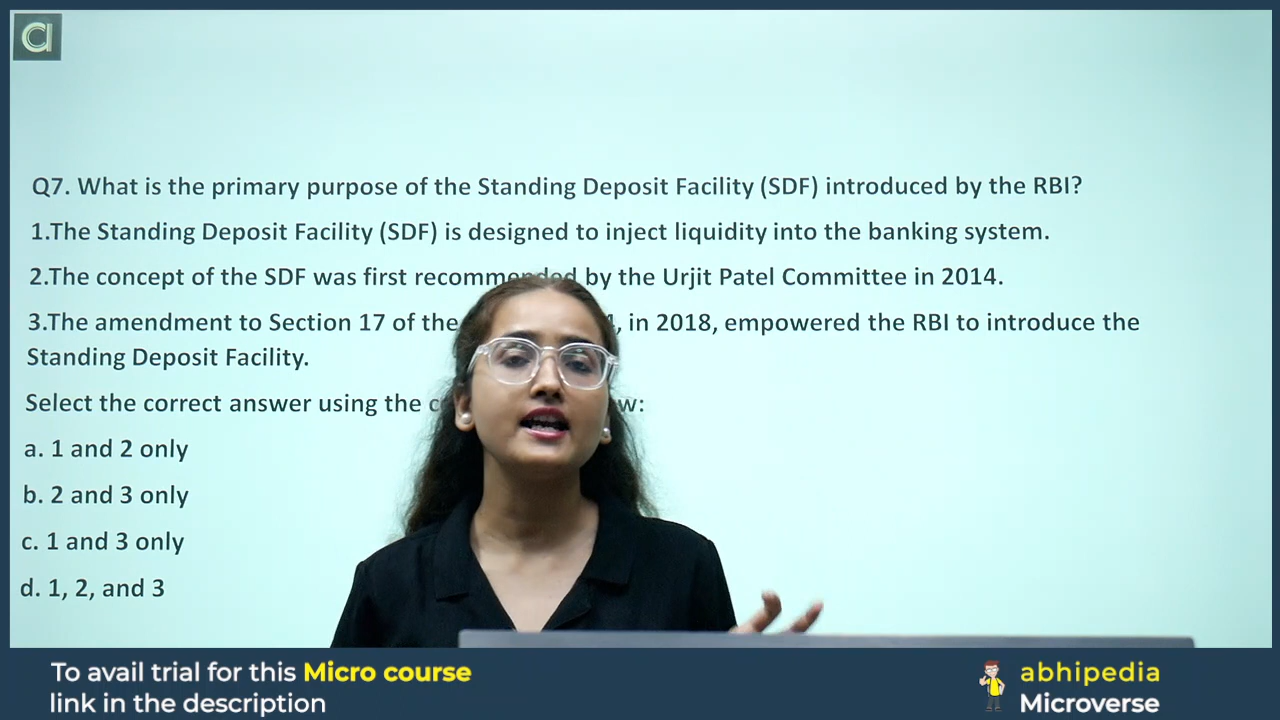 Q7. What is the primary purpose of the Standing Deposit Facility (SDF) introduced by the RBI?
1.The Standing Deposit Facility (SDF) is designed to inject liquidity into the banking system.
2.The concept of the SDF was first recommended by the Urjit Patel Committee in 2014.
3.The amendment to Section 17 of the , in 2018, empowered the RBI to introduce the
Standing Deposit Facility.
Select the correct answer using the
a. 1 and 2 only
b. 2 and 3 only
c. 1 and 3 only
d. 1, 2, and 3
To avail trial for this Micro course
link in the description
abhipedia
Microverse